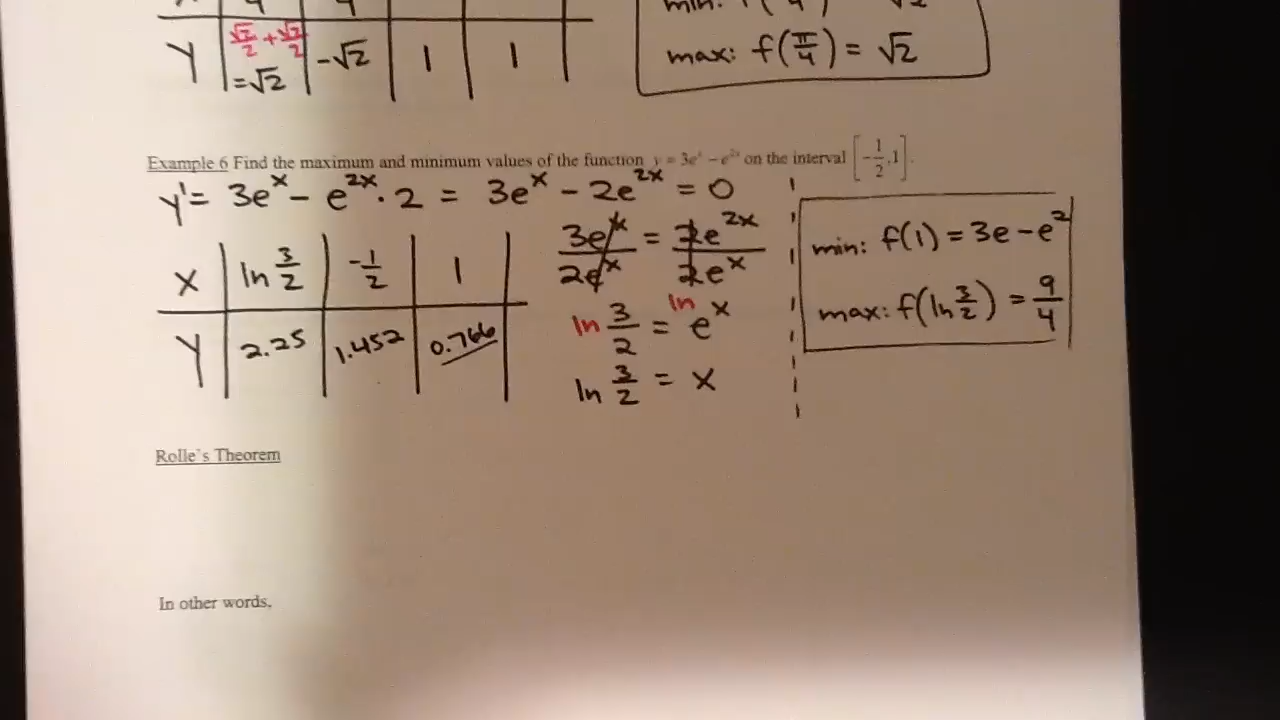 min:
Y √2/2 + √2/2 = √2 -√2 1 1
max: f(π/4) = √2
Example 6 Find the maximum and minimum values of the function y = 3eˣ − e²ˣ on the interval [-1/2, 1].
Y' = 3eˣ − e²ˣ · 2 = 3eˣ − 2e²ˣ = 0
X ln 3/2 -1/2 1
Y 2.25 1.452 0.766
3eˣ/2eˣ = 2e²ˣ/2eˣ
ln 3/2 = ln eˣ
ln 3/2 = x
min: f(1) = 3e − e²
max: f(ln 3/2) = 9/4
Rolle's Theorem
In other words,